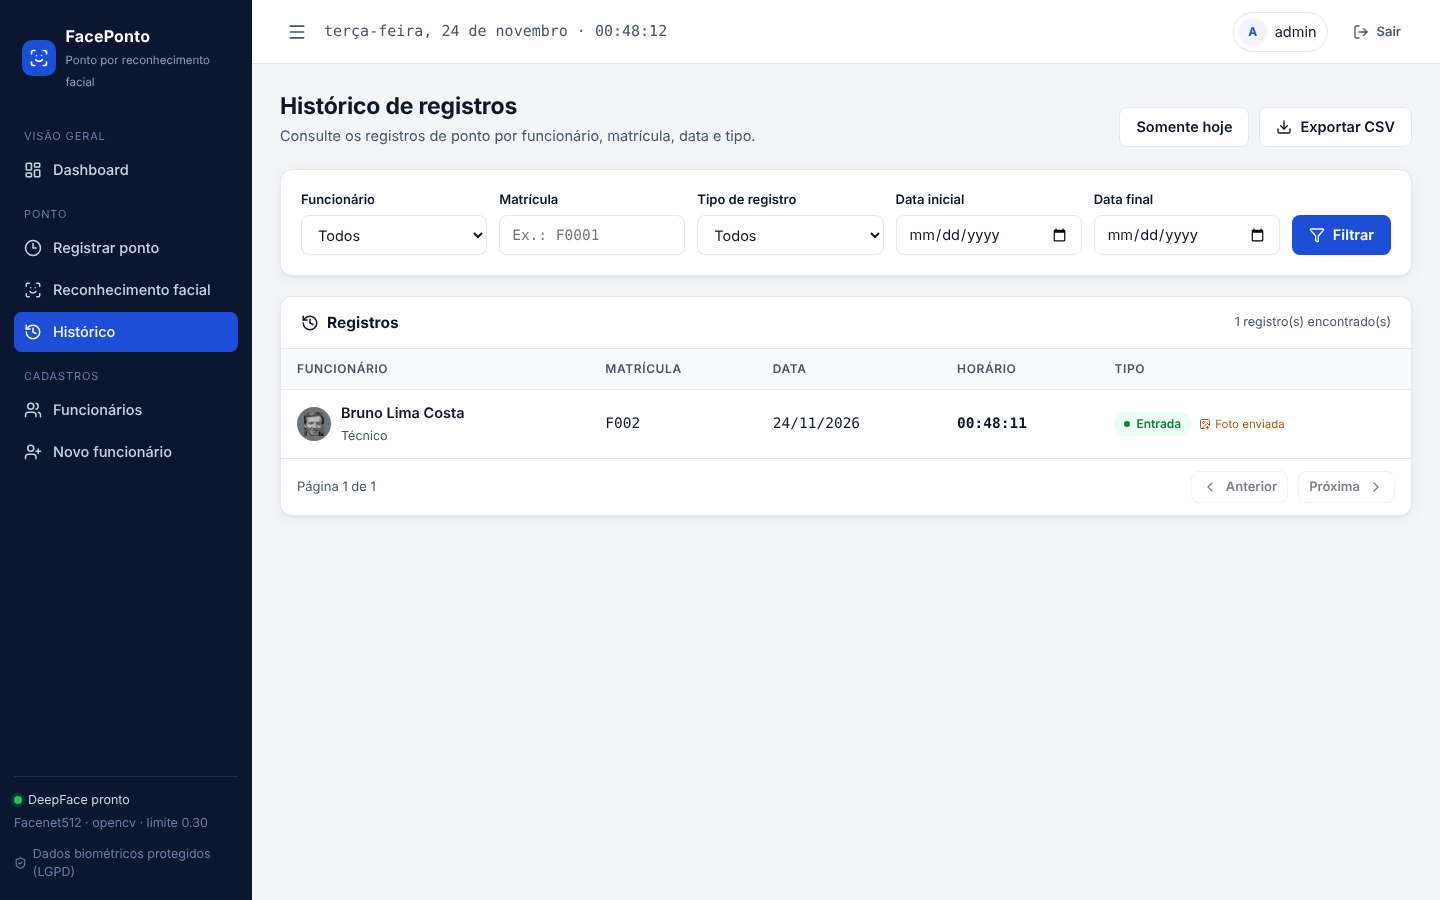 FacePonto
Ponto por reconhecimento
facial
VISÃO GERAL
Dashboard
PONTO
Registrar ponto
Reconhecimento facial
Histórico
CADASTROS
Funcionários
Novo funcionário
DeepFace pronto
Facenet512 · opencv · limite 0.30
Dados biométricos protegidos
(LGPD)
terça-feira, 24 de novembro · 00:48:12
A admin
Sair
Histórico de registros
Consulte os registros de ponto por funcionário, matrícula, data e tipo.
Somente hoje
Exportar CSV
Funcionário Matrícula Tipo de registro Data inicial Data final
Todos Ex.: F0001 Todos mm/dd/yyyy mm/dd/yyyy Filtrar
Registros 1 registro(s) encontrado(s)
FUNCIONÁRIO MATRÍCULA DATA HORÁRIO TIPO
Bruno Lima Costa
Técnico
F002 24/11/2026 00:48:11 Entrada Foto enviada
Página 1 de 1 Anterior Próxima